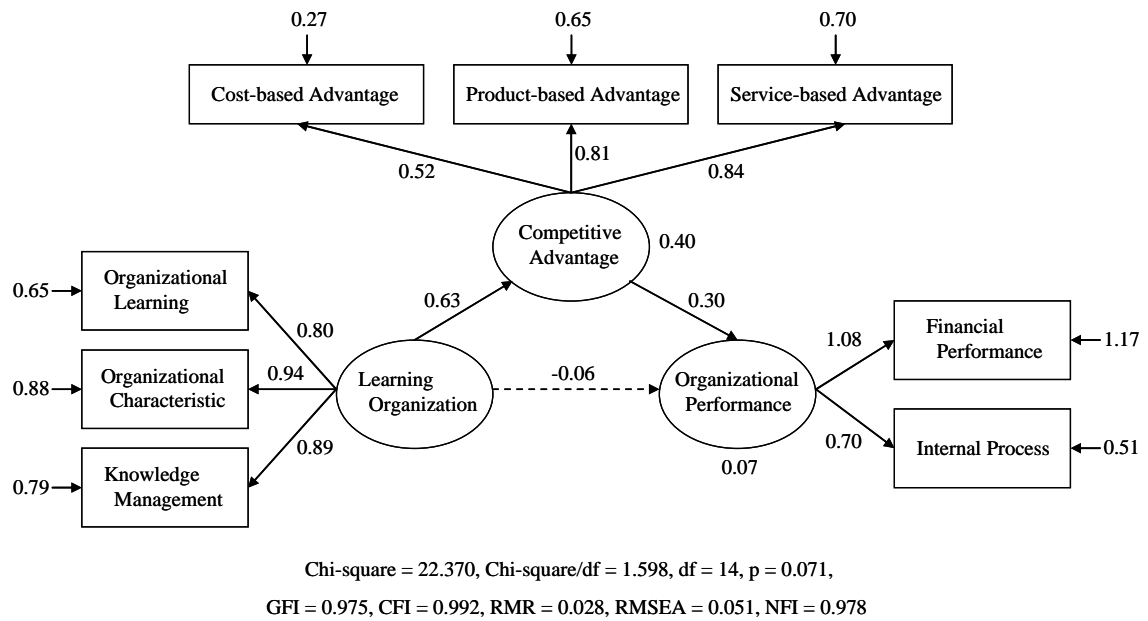 0.27
0.65
0.70
Cost-based Advantage
Product-based Advantage
Service-based Advantage
0.52
0.81
0.84
Competitive
Advantage
0.40
Organizational
Learning
0.65
0.80
0.63
0.30
Financial
Performance
1.08
1.17
Organizational
Characteristic
0.88
0.94
Learning
Organization
-0.06
Organizational
Performance
0.07
0.70
Internal Process
0.51
Knowledge
Management
0.79
0.89
Chi-square = 22.370, Chi-square/df = 1.598, df = 14, p = 0.071,
GFI = 0.975, CFI = 0.992, RMR = 0.028, RMSEA = 0.051, NFI = 0.978